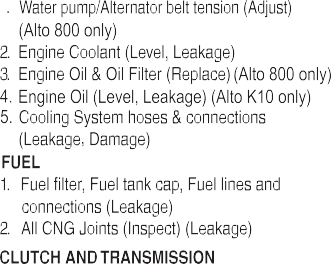 . Water pump/Alternator belt tension (Adjust)
(Alto 800 only)
2. Engine Coolant (Level, Leakage)
3. Engine Oil & Oil Filter (Replace) (Alto 800 only)
4. Engine Oil (Level, Leakage) (Alto K10 only)
5. Cooling System hoses & connections
(Leakage, Damage)
FUEL
1. Fuel filter, Fuel tank cap, Fuel lines and
connections (Leakage)
2. All CNG Joints (Inspect) (Leakage)
CLUTCH AND TRANSMISSION